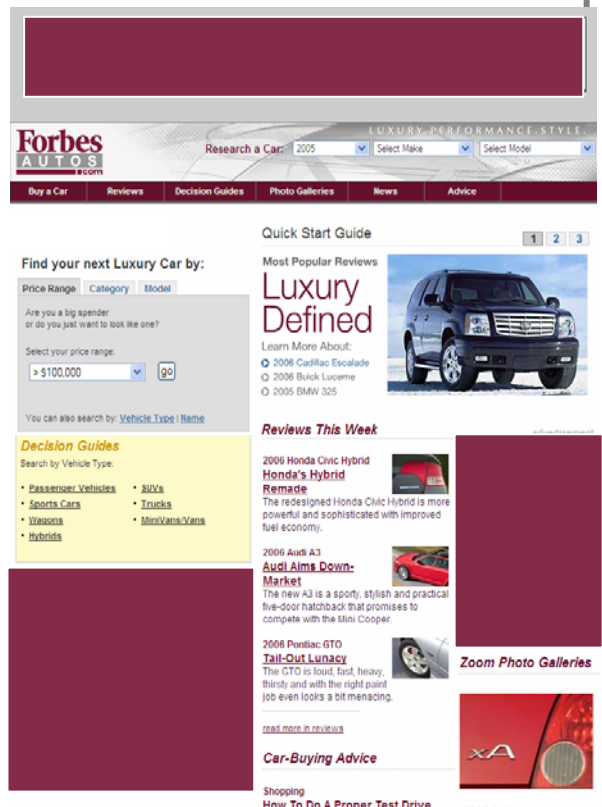 LUXURY.PERFORMANCE.STYLE.
Forbes
AUTOS
.com
Research a Car: 2005 Select Make Select Model
Buy a Car Reviews Decision Guides Photo Galleries News Advice
Quick Start Guide 1 2 3
Find your next Luxury Car by:
Price Range Category Model
Are you a big spender
or do you just want to look like one?
Select your price range:
> $100,000 go
You can also search by: Vehicle Type | Name
Decision Guides
Search by Vehicle Type:
• Passenger Vehicles • SUVs
• Sports Cars • Trucks
• Wagons • MiniVans/Vans
• Hybrids
Most Popular Reviews
Luxury
Defined
Learn More About:
2006 Cadillac Escalade
2006 Buick Lucerne
2005 BMW 325
Reviews This Week
2006 Honda Civic Hybrid
Honda's Hybrid
Remade
The redesigned Honda Civic Hybrid is more
powerful and sophisticated with improved
fuel economy.
2006 Audi A3
Audi Aims Down-
Market
The new A3 is a sporty, stylish and practical
five-door hatchback that promises to
compete with the Mini Cooper.
2006 Pontiac GTO
Tail-Out Lunacy
The GTO is loud, fast, heavy,
thirsty and with the right paint
job even looks a bit menacing.
read more in reviews
Car-Buying Advice
Shopping
How To Do A Proper Test Drive
advertisement
Zoom Photo Galleries
xA